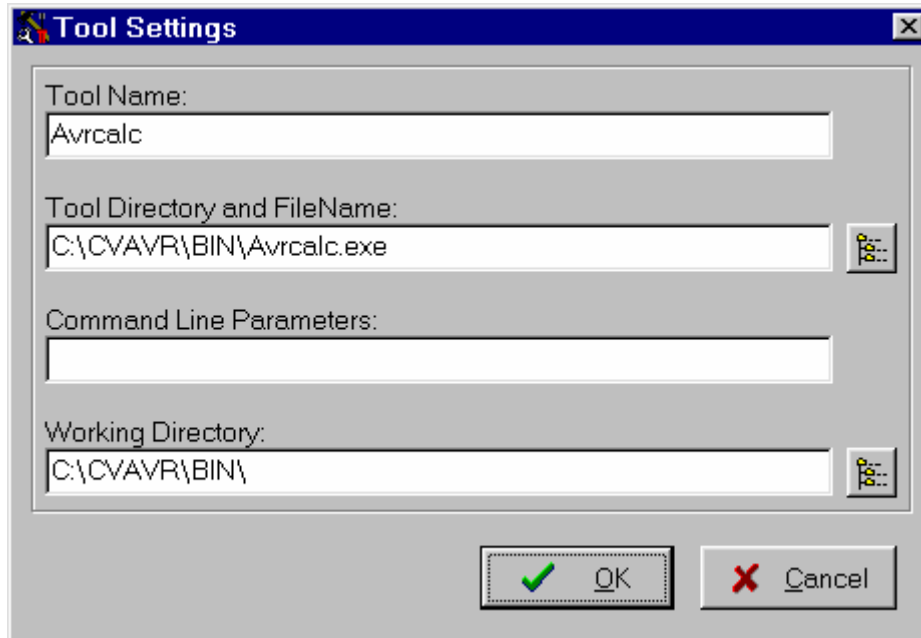 Tool Settings
Tool Name:
Avrcalc
Tool Directory and FileName:
C:\CVAVR\BIN\Avrcalc.exe
Command Line Parameters:
Working Directory:
C:\CVAVR\BIN\
OK
Cancel